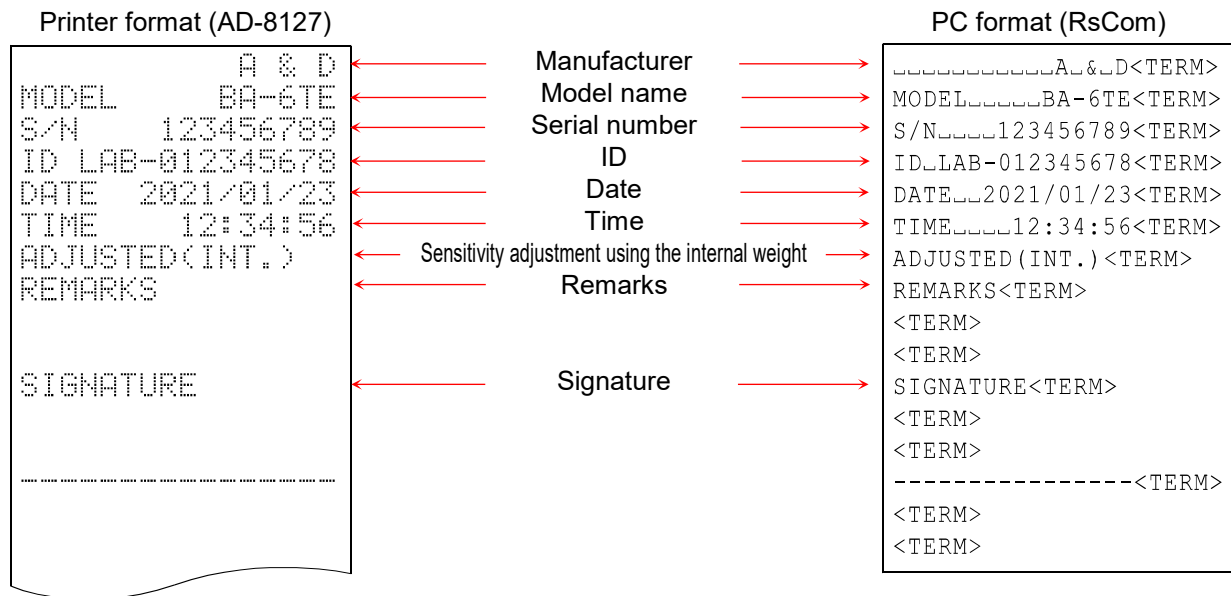 Printer format (AD-8127)
A & D
MODEL BA-6TE
S/N 123456789
ID LAB-012345678
DATE 2021/01/23
TIME 12:34:56
ADJUSTED(INT.)
REMARKS
SIGNATURE
----------------
Manufacturer
Model name
Serial number
ID
Date
Time
Sensitivity adjustment using the internal weight
Remarks
Signature
PC format (RsCom)
␣␣␣␣␣␣␣␣␣␣␣A␣&␣D<TERM>
MODEL␣␣␣␣␣BA-6TE<TERM>
S/N␣␣␣␣123456789<TERM>
ID␣LAB-012345678<TERM>
DATE␣␣2021/01/23<TERM>
TIME␣␣␣␣12:34:56<TERM>
ADJUSTED(INT.)<TERM>
REMARKS<TERM>
<TERM>
<TERM>
SIGNATURE<TERM>
<TERM>
<TERM>
----------------<TERM>
<TERM>
<TERM>